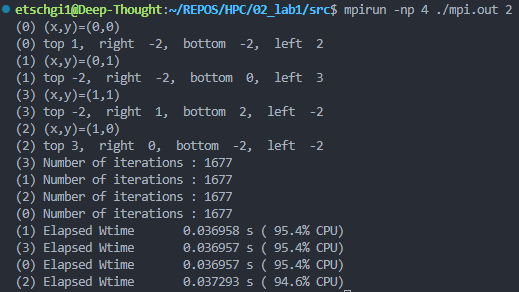 etschgi1@Deep-Thought:~/REPOS/HPC/02_lab1/src$ mpirun -np 4 ./mpi.out 2
(0) (x,y)=(0,0)
(0) top 1,  right  -2,  bottom  -2,  left  2
(1) (x,y)=(0,1)
(1) top -2,  right  -2,  bottom  0,  left  3
(3) (x,y)=(1,1)
(3) top -2,  right  1,  bottom  2,  left  -2
(2) (x,y)=(1,0)
(2) top 3,  right  0,  bottom  -2,  left  -2
(3) Number of iterations : 1677
(1) Number of iterations : 1677
(2) Number of iterations : 1677
(0) Number of iterations : 1677
(1) Elapsed Wtime       0.036958 s ( 95.4% CPU)
(3) Elapsed Wtime       0.036957 s ( 95.4% CPU)
(0) Elapsed Wtime       0.036957 s ( 95.4% CPU)
(2) Elapsed Wtime       0.037293 s ( 94.6% CPU)